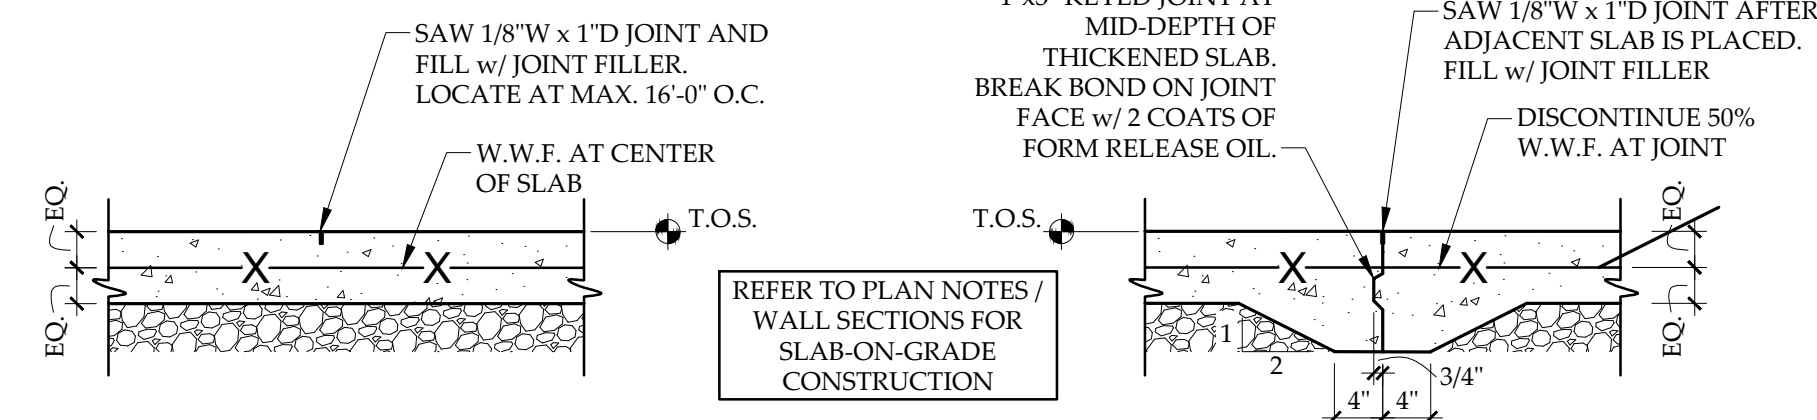 SAW 1/8"W x 1"D JOINT AND
FILL w/ JOINT FILLER.
LOCATE AT MAX. 16'-0" O.C.
W.W.F. AT CENTER
OF SLAB
EQ.
EQ.
X
X
T.O.S.
REFER TO PLAN NOTES /
WALL SECTIONS FOR
SLAB-ON-GRADE
CONSTRUCTION
KEYED JOINT AT
MID-DEPTH OF
THICKENED SLAB.
BREAK BOND ON JOINT
FACE w/ 2 COATS OF
FORM RELEASE OIL.
SAW 1/8"W x 1"D JOINT AFTER
ADJACENT SLAB IS PLACED.
FILL w/ JOINT FILLER
DISCONTINUE 50%
W.W.F. AT JOINT
T.O.S.
X
X
EQ.
EQ.
1
2
3/4"
4"
4"